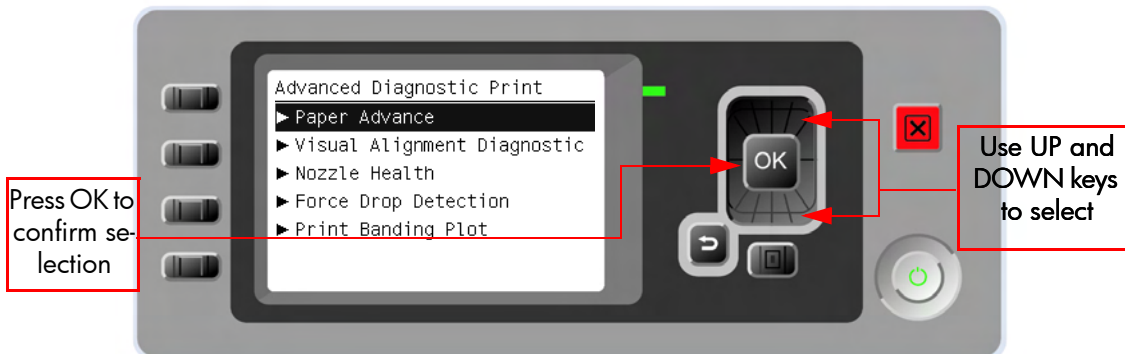 Advanced Diagnostic Print
Paper Advance
Visual Alignment Diagnostic
Nozzle Health
Force Drop Detection
Print Banding Plot
OK
Press OK to
confirm se-
lection
Use UP and
DOWN keys
to select